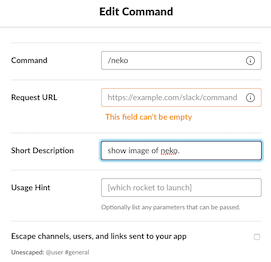 Edit Command
Command
/neko
Request URL
https://example.com/slack/command
This field can't be empty
Short Description
show image of neko.
Usage Hint
[which rocket to launch]
Optionally list any parameters that can be passed.
Escape channels, users, and links sent to your app
Unescaped: @user #general